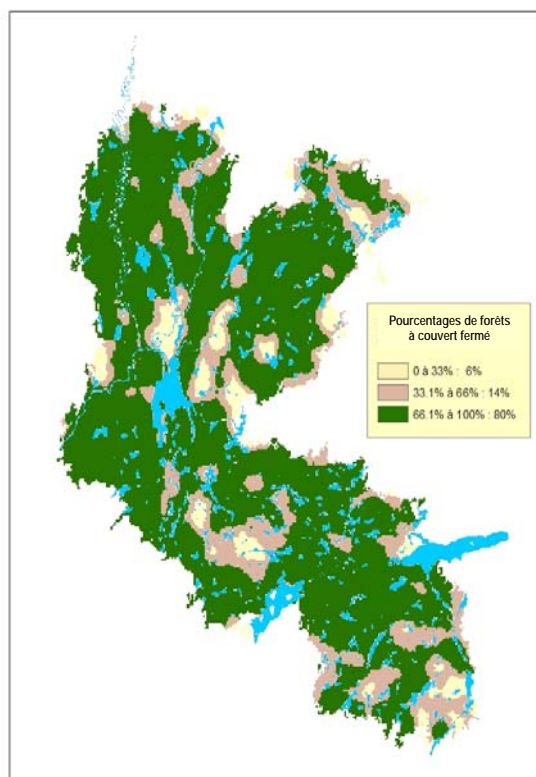 Pourcentages de forêts
à couvert fermé
0 à 33% : 6%
33.1% à 66% : 14%
66.1% à 100% : 80%